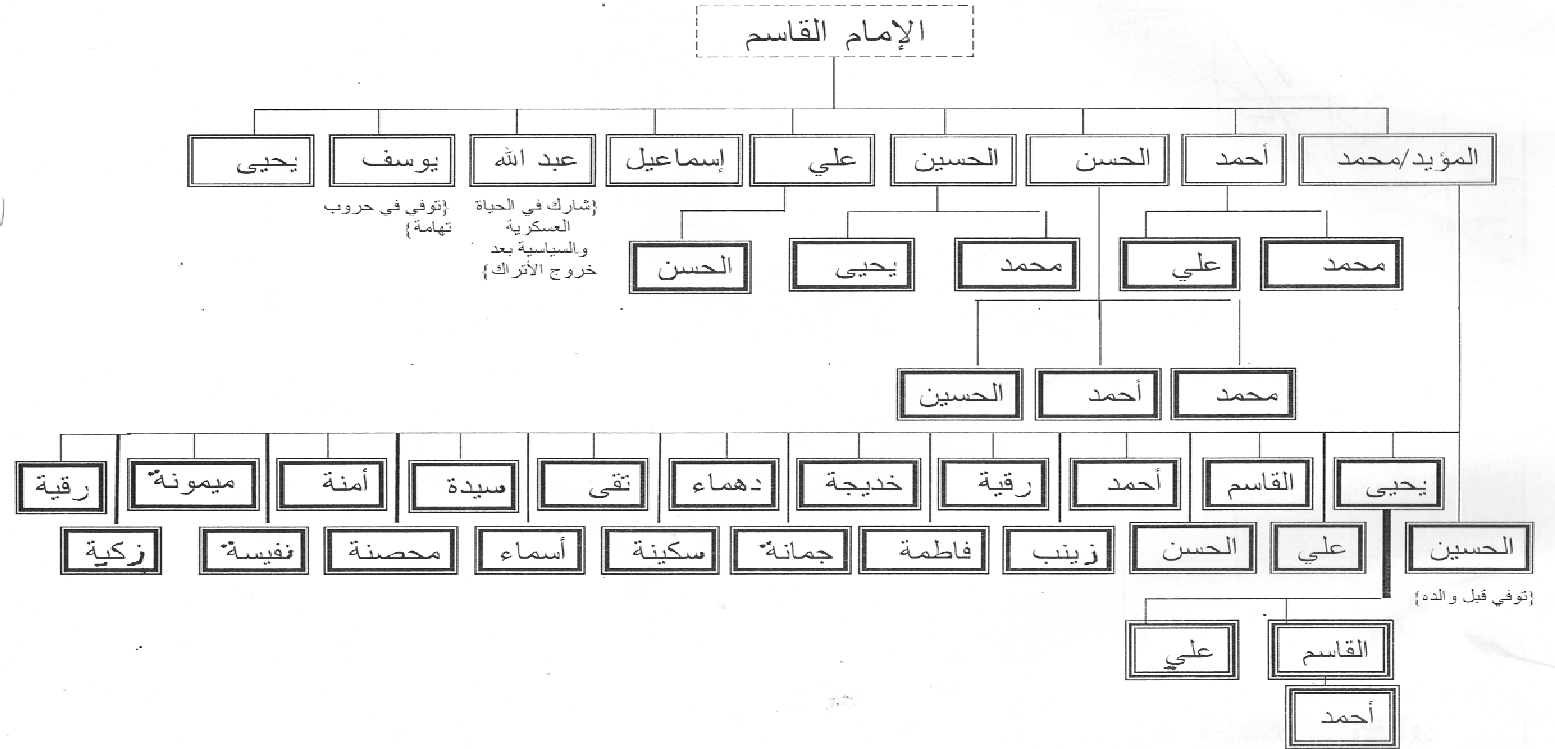 الإمام القاسم
المؤيد/محمد
أحمد
الحسن
الحسين
علي
إسماعيل
عبد الله
يوسف
يحيى
{شارك في الحياة
العسكرية
والسياسية بعد
خروج الأتراك}
{توفي في حروب
تهامة}
محمد
علي
محمد
يحيى
الحسن
محمد
أحمد
الحسين
يحيى
القاسم
أحمد
رقية
خديجة
دهماء
تقى
سيدة
أمنة
ميمونة
رقية
الحسين
علي
الحسن
زينب
فاطمة
جمانة
سكينة
أسماء
محصنة
نفيسة
زكية
{توفي قبل والده}
القاسم
علي
أحمد